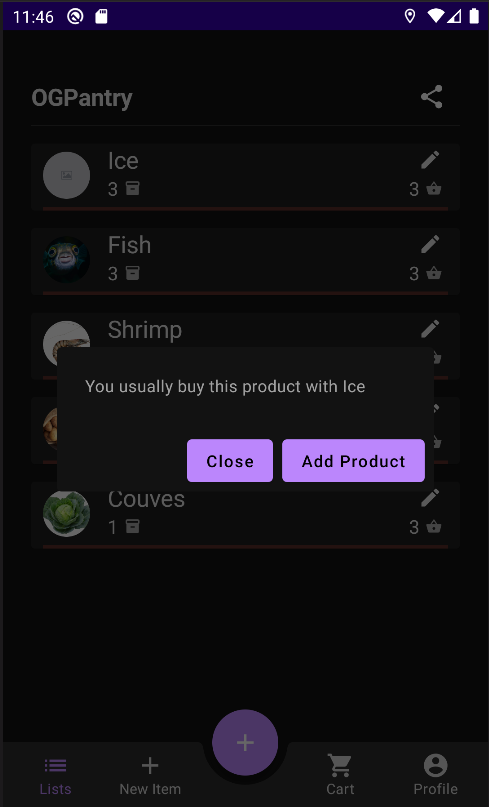 11:46
OGPantry
Ice
3 3
Fish
3 3
Shrimp
You usually buy this product with Ice
Close Add Product
Couves
1 3
Lists New Item Cart Profile